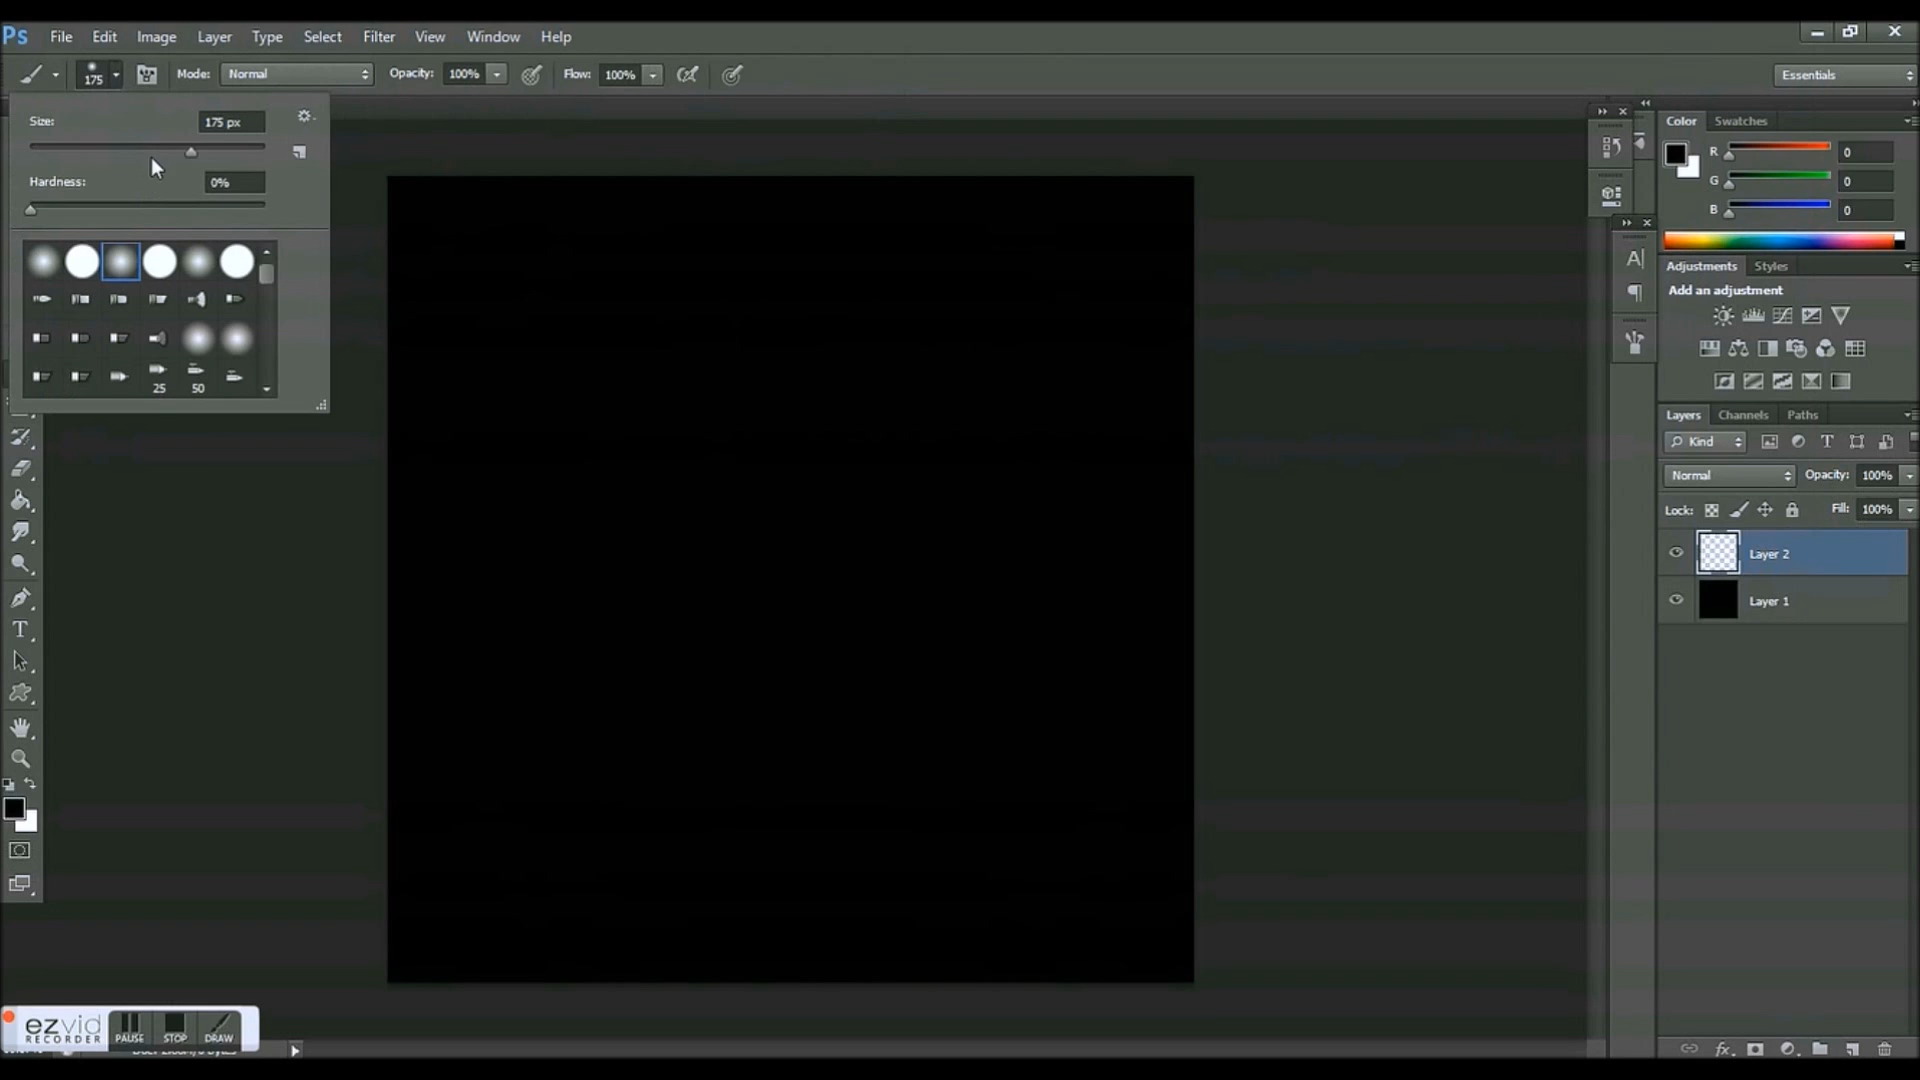 Ps File Edit Image Layer Type Select Filter View Window Help
175 Mode: Normal Opacity: 100% Flow: 100% Essentials
Size: 175 px
Hardness: 0%
25 50
Color Swatches
R 0
G 0
B 0
Adjustments Styles
Add an adjustment
Layers Channels Paths
Kind
Normal Opacity: 100%
Lock: Fill: 100%
Layer 2
Layer 1
ezvid
RECORDER
PAUSE STOP DRAW